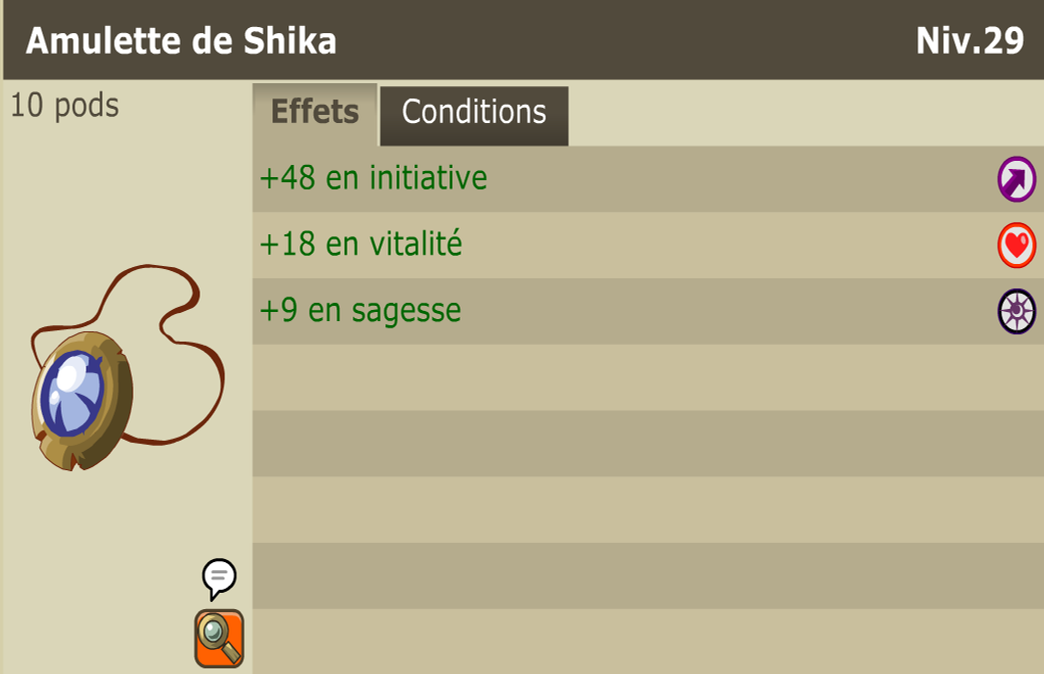 Amulette de Shika
Niv.29
10 pods
Effets
Conditions
+48 en initiative
+18 en vitalité
+9 en sagesse